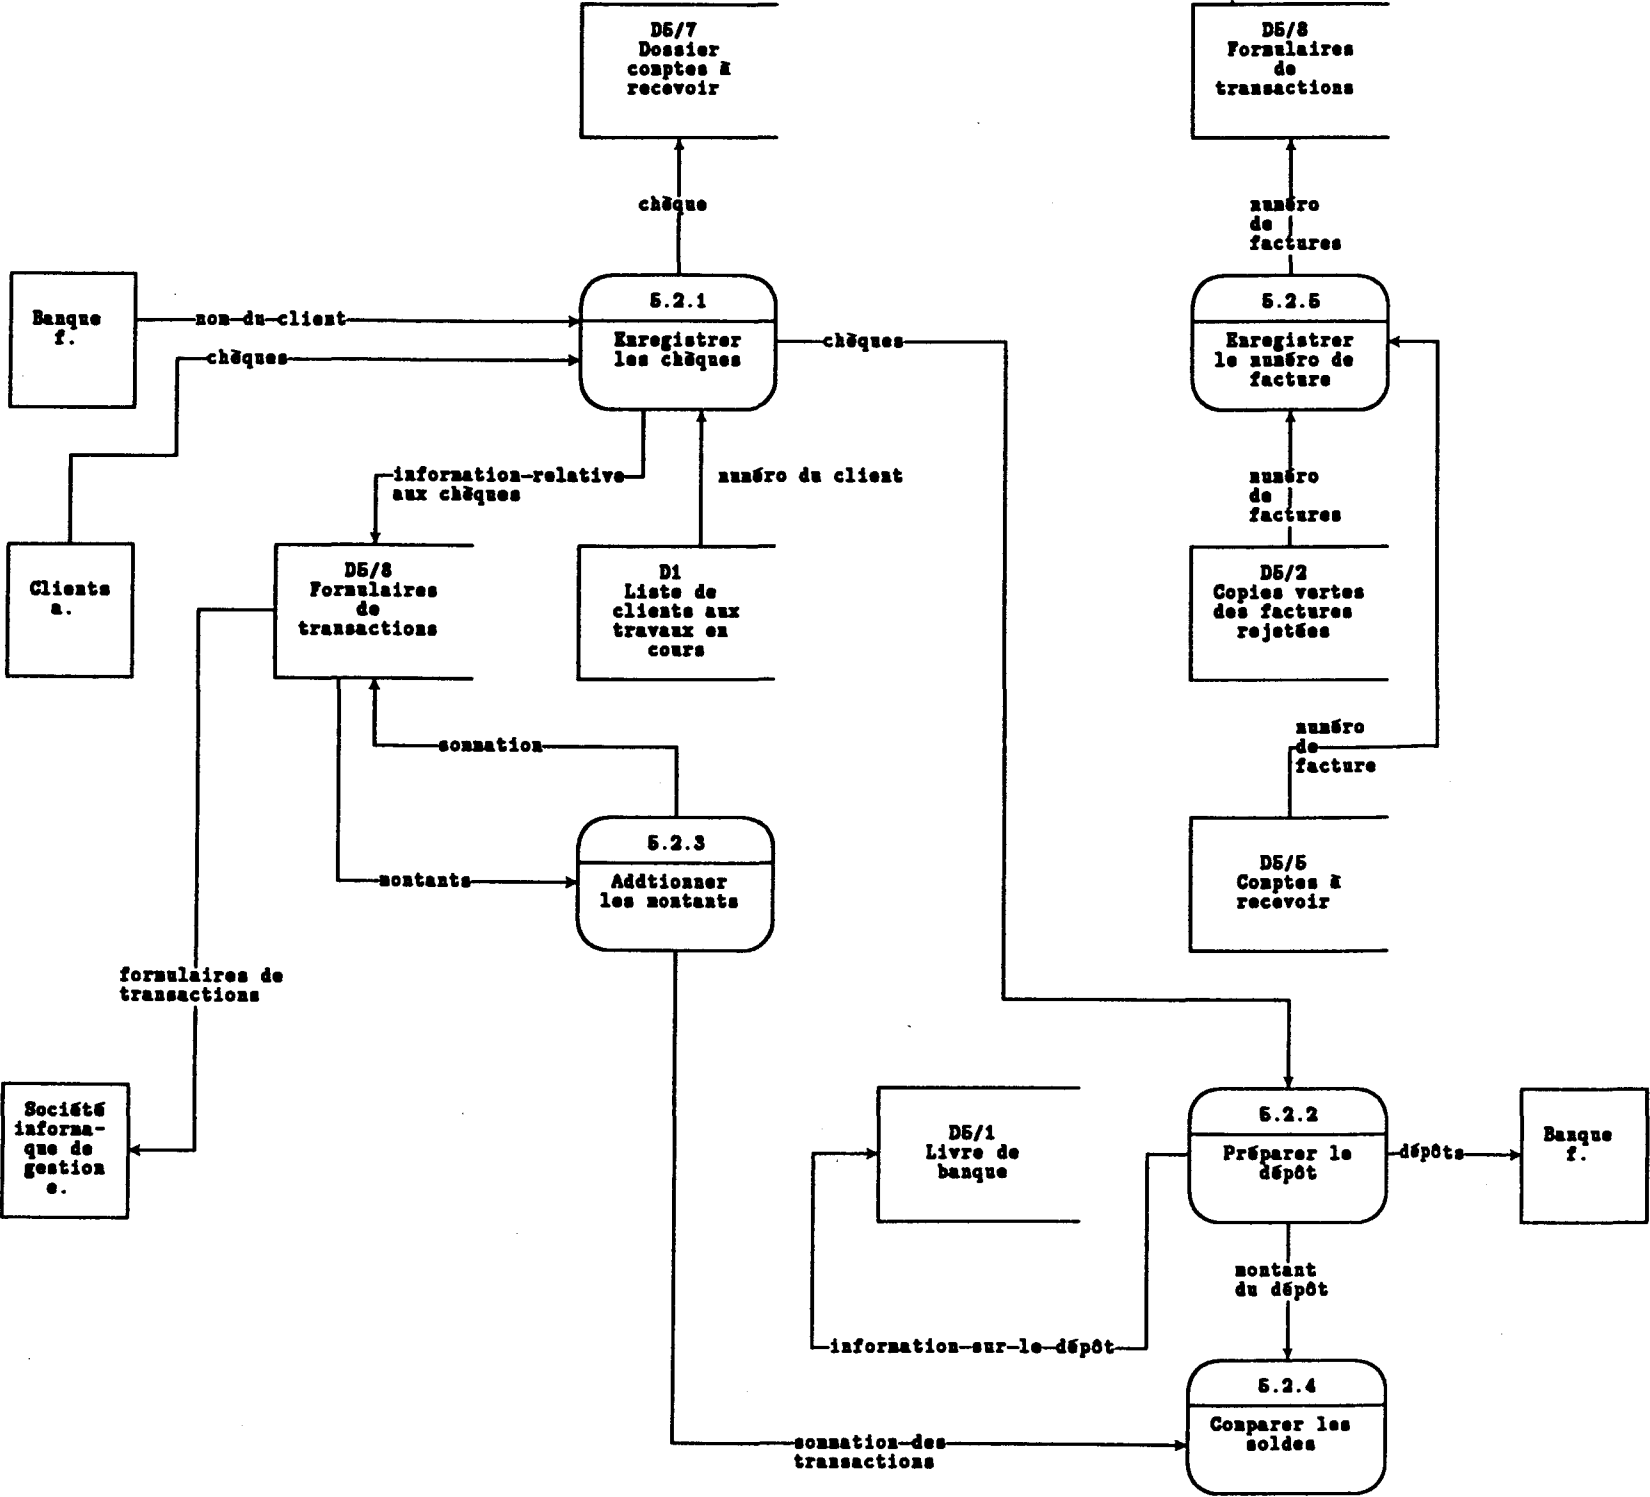 D5/7
Dossier
comptes à
recevoir
D5/8
Formulaires
de
transactions
chèque
numéro
de
factures
Banque
f.
nom du client
chèques
5.2.1
Enregistrer
les chèques
chèques
5.2.5
Enregistrer
le numéro de
facture
information relative
aux chèques
numéro du client
numéro
de
factures
Clients
a.
D5/8
Formulaires
de
transactions
D1
Liste de
clients aux
travaux en
cours
D5/2
Copies vertes
des factures
rejetées
sommation
numéro
de
facture
5.2.3
Addtionner
les montants
montants
D5/5
Comptes à
recevoir
formulaires de
transactions
Société
informa-
que de
gestion
e.
D5/1
Livre de
banque
5.2.2
Préparer le
dépôt
dépôts
Banque
f.
montant
du dépôt
information sur le dépôt
5.2.4
Comparer les
soldes
sommation des
transactions